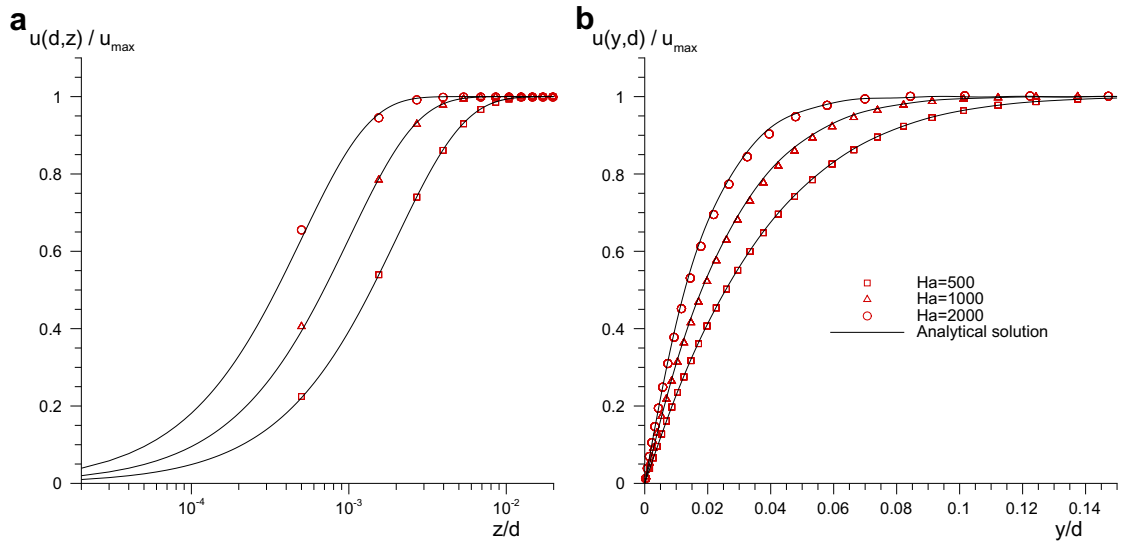 a
u(d,z) / u_max
1
0.8
0.6
0.4
0.2
0
10^-4
10^-3
10^-2
z/d
b
u(y,d) / u_max
1
0.8
0.6
0.4
0.2
0
Ha=500
Ha=1000
Ha=2000
Analytical solution
0 0.02 0.04 0.06 0.08 0.1 0.12 0.14
y/d